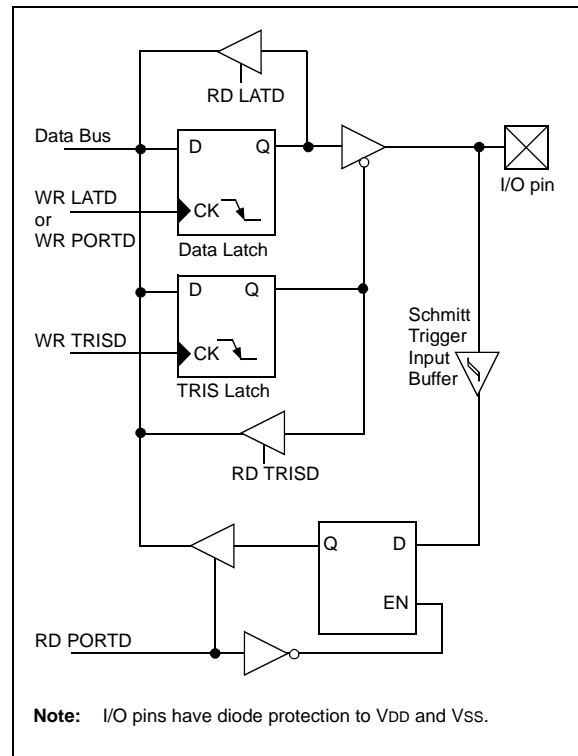 RD LATD
Data Bus
D Q
I/O pin
WR LATD
or
WR PORTD
CK
Data Latch
D Q
WR TRISD
CK
TRIS Latch
Schmitt
Trigger
Input
Buffer
RD TRISD
Q D
EN
RD PORTD
Note: I/O pins have diode protection to VDD and VSS.